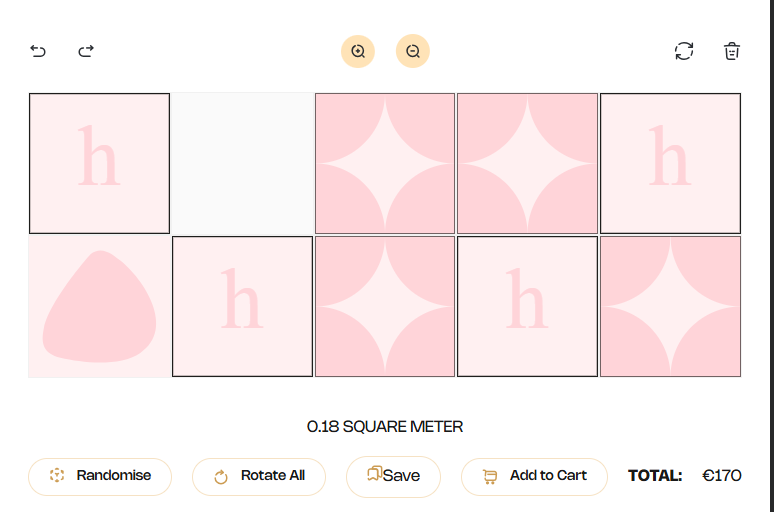 h h
h h
0.18 SQUARE METER
Randomise Rotate All Save Add to Cart TOTAL: €170